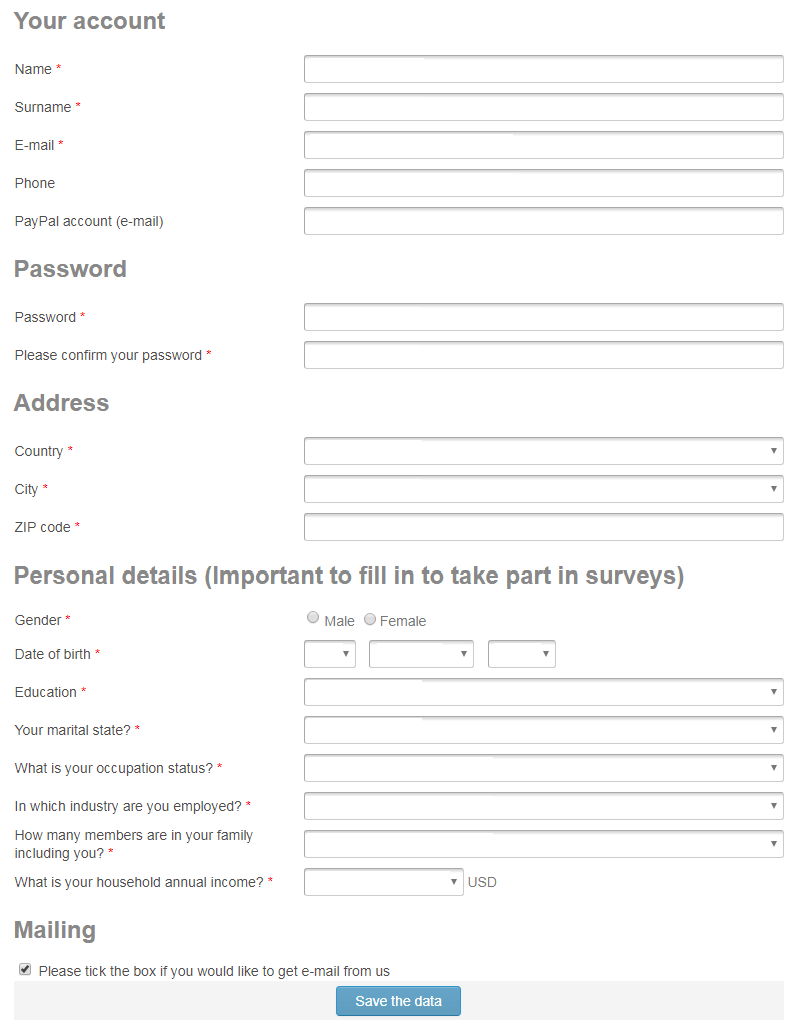 Your account
Name *
Surname *
E-mail *
Phone
PayPal account (e-mail)
Password
Password *
Please confirm your password *
Address
Country *
City *
ZIP code *
Personal details (Important to fill in to take part in surveys)
Gender * Male Female
Date of birth *
Education *
Your marital state? *
What is your occupation status? *
In which industry are you employed? *
How many members are in your family
including you? *
What is your household annual income? * USD
Mailing
Please tick the box if you would like to get e-mail from us
Save the data